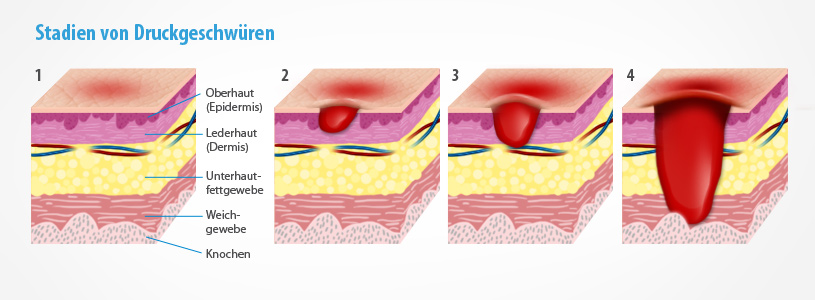 Stadien von Druckgeschwüren
1
2
3
4
Oberhaut
(Epidermis)
Lederhaut
(Dermis)
Unterhaut-
fettgewebe
Weich-
gewebe
Knochen